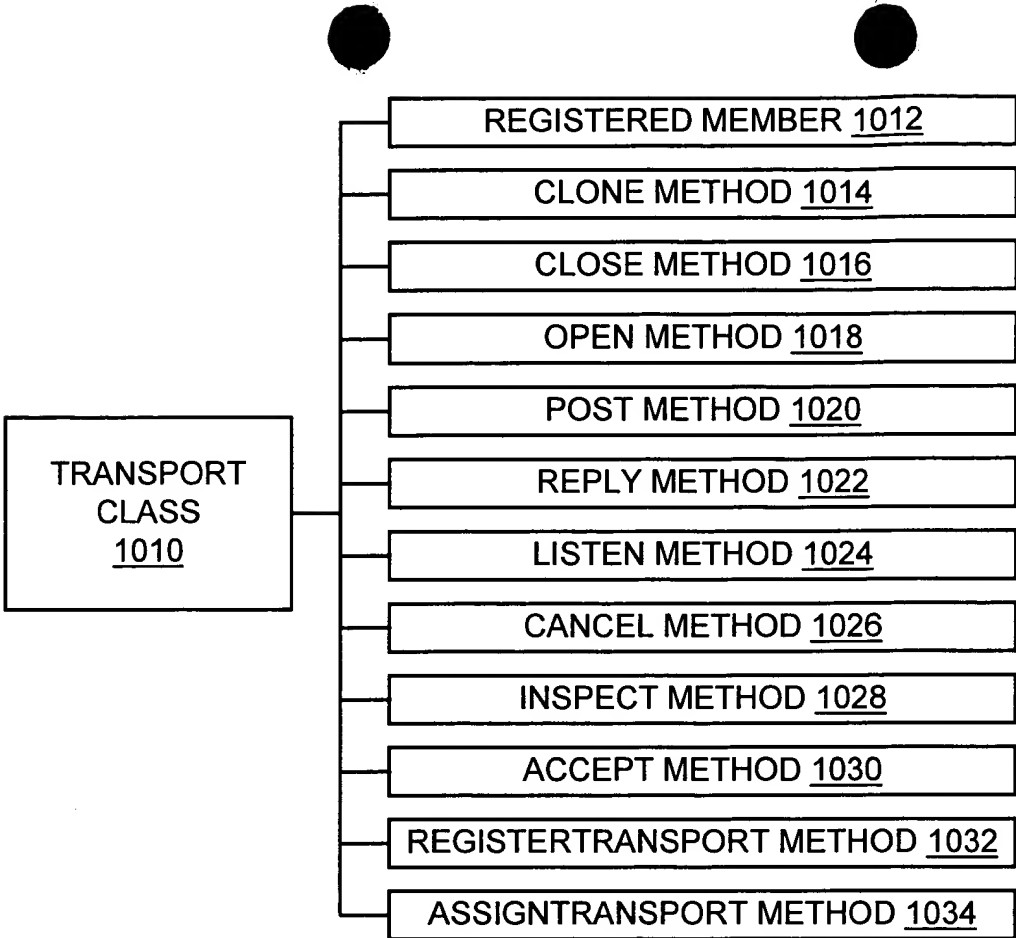 REGISTERED MEMBER 1012
CLONE METHOD 1014
CLOSE METHOD 1016
OPEN METHOD 1018
POST METHOD 1020
TRANSPORT
CLASS
1010
REPLY METHOD 1022
LISTEN METHOD 1024
CANCEL METHOD 1026
INSPECT METHOD 1028
ACCEPT METHOD 1030
REGISTERTRANSPORT METHOD 1032
ASSIGNTRANSPORT METHOD 1034